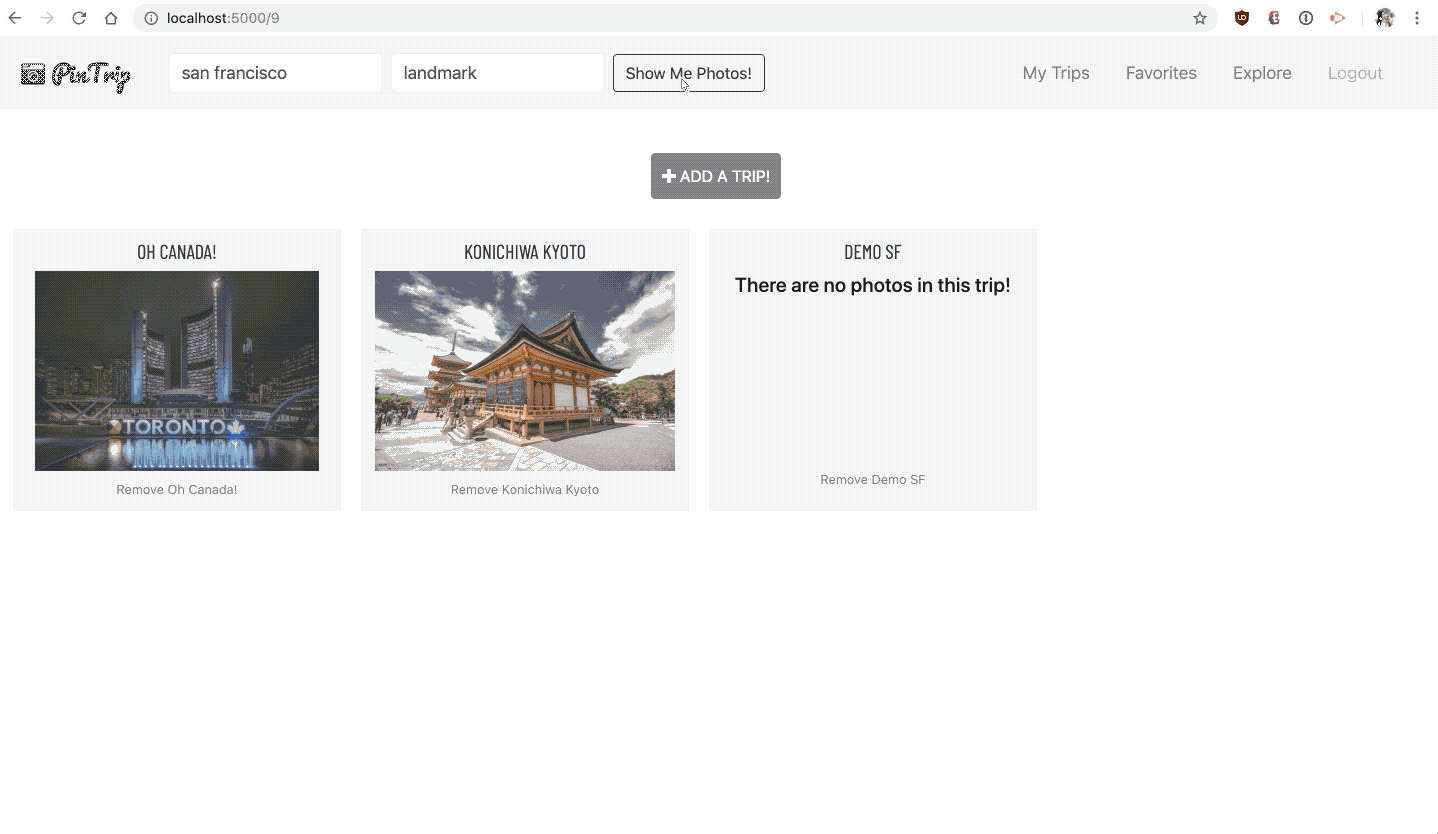 localhost:5000/9
PinTrip
san francisco
landmark
Show Me Photos!
My Trips
Favorites
Explore
Logout
ADD A TRIP!
OH CANADA!
KONICHIWA KYOTO
DEMO SF
There are no photos in this trip!
TORONTO
Remove Oh Canada!
Remove Konichiwa Kyoto
Remove Demo SF